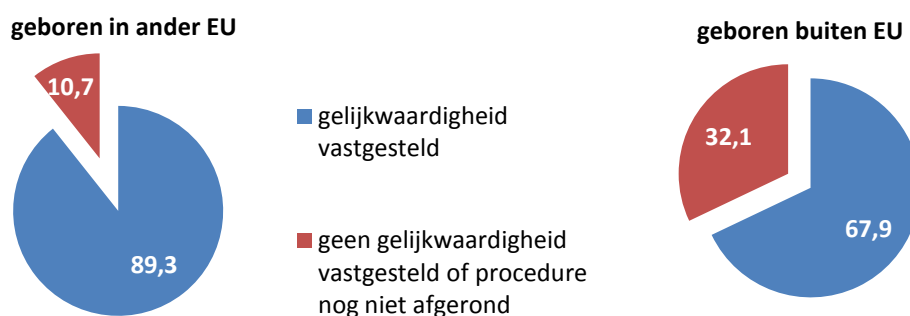 geboren in ander EU
10,7
89,3
gelijkwaardigheid
vastgesteld
geen gelijkwaardigheid
vastgesteld of procedure
nog niet afgerond
geboren buiten EU
32,1
67,9